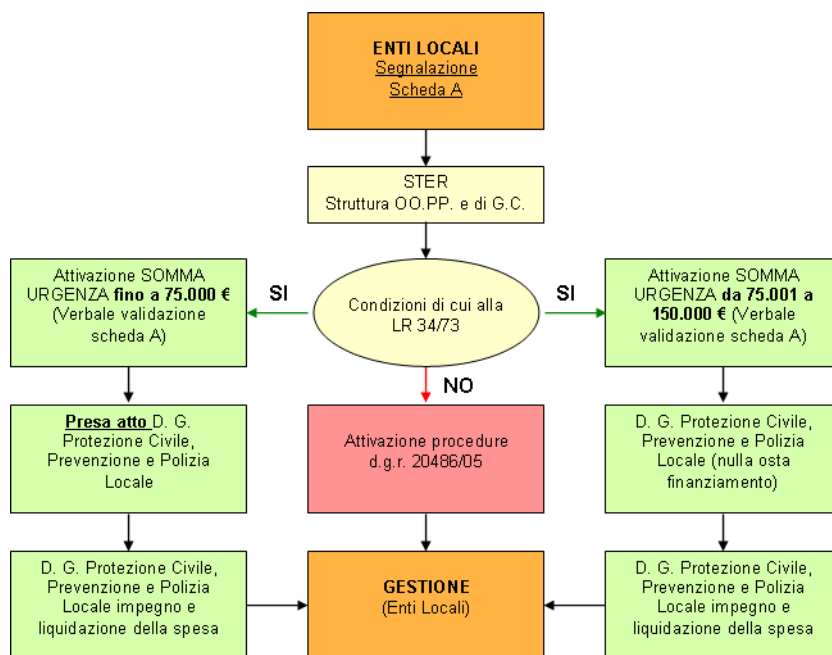 ENTI LOCALI
Segnalazione
Scheda A
STER
Struttura OO.PP. e di G.C.
Attivazione SOMMA
URGENZA fino a 75.000 €
(Verbale validazione
scheda A)
SI
Condizioni di cui alla
LR 34/73
SI
Attivazione SOMMA
URGENZA da 75.001 a
150.000 € (Verbale
validazione scheda A)
NO
Presa atto D. G.
Protezione Civile,
Prevenzione e Polizia
Locale
Attivazione procedure
d.g.r. 20486/05
D. G. Protezione Civile,
Prevenzione e Polizia
Locale (nulla osta
finanziamento)
D. G. Protezione Civile,
Prevenzione e Polizia
Locale impegno e
liquidazione della spesa
GESTIONE
(Enti Locali)
D. G. Protezione Civile,
Prevenzione e Polizia
Locale impegno e
liquidazione della spesa